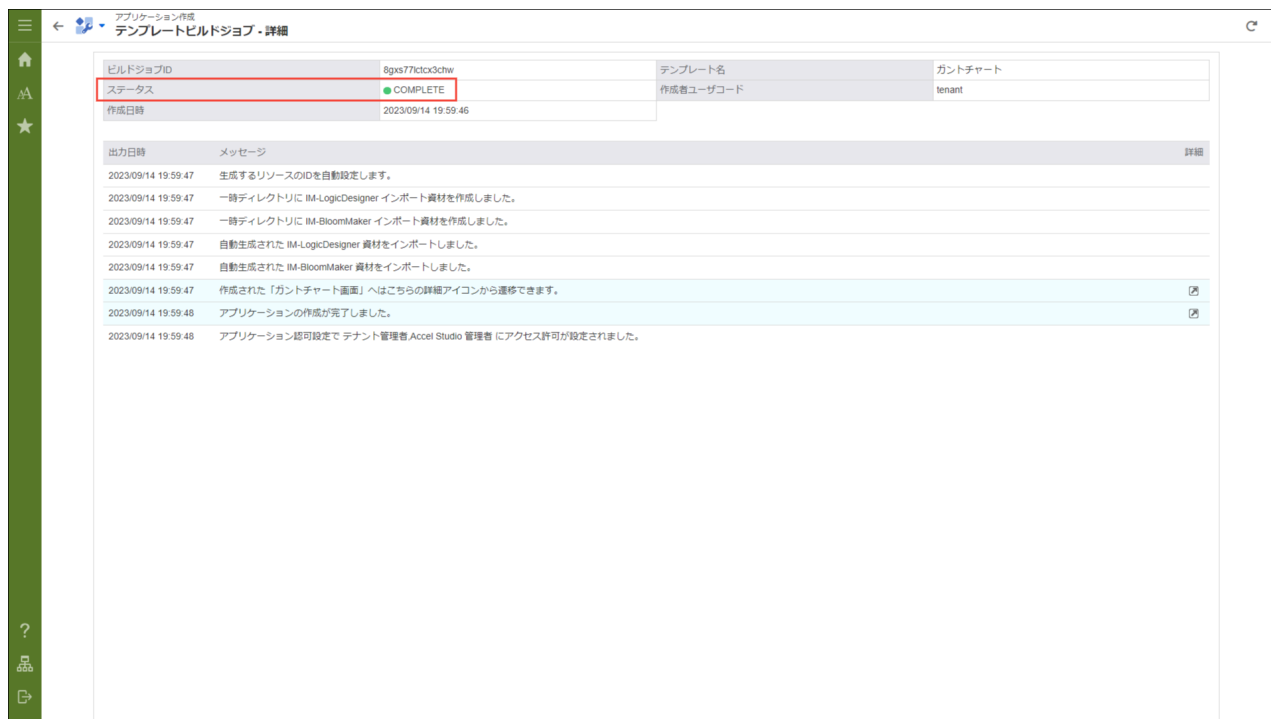 アプリケーション作成
テンプレートビルドジョブ - 詳細
ビルドジョブID 8gxs77lctcx3chw テンプレート名 ガントチャート
ステータス COMPLETE 作成者ユーザコード tenant
作成日時 2023/09/14 19:59:46
出力日時 メッセージ 詳細
2023/09/14 19:59:47 生成するリソースのIDを自動設定します。
2023/09/14 19:59:47 一時ディレクトリに IM-LogicDesigner インポート資材を作成しました。
2023/09/14 19:59:47 一時ディレクトリに IM-BloomMaker インポート資材を作成しました。
2023/09/14 19:59:47 自動生成された IM-LogicDesigner 資材をインポートしました。
2023/09/14 19:59:47 自動生成された IM-BloomMaker 資材をインポートしました。
2023/09/14 19:59:47 作成された「ガントチャート画面」へはこちらの詳細アイコンから遷移できます。
2023/09/14 19:59:48 アプリケーションの作成が完了しました。
2023/09/14 19:59:48 アプリケーション認可設定で テナント管理者,Accel Studio 管理者 にアクセス許可が設定されました。